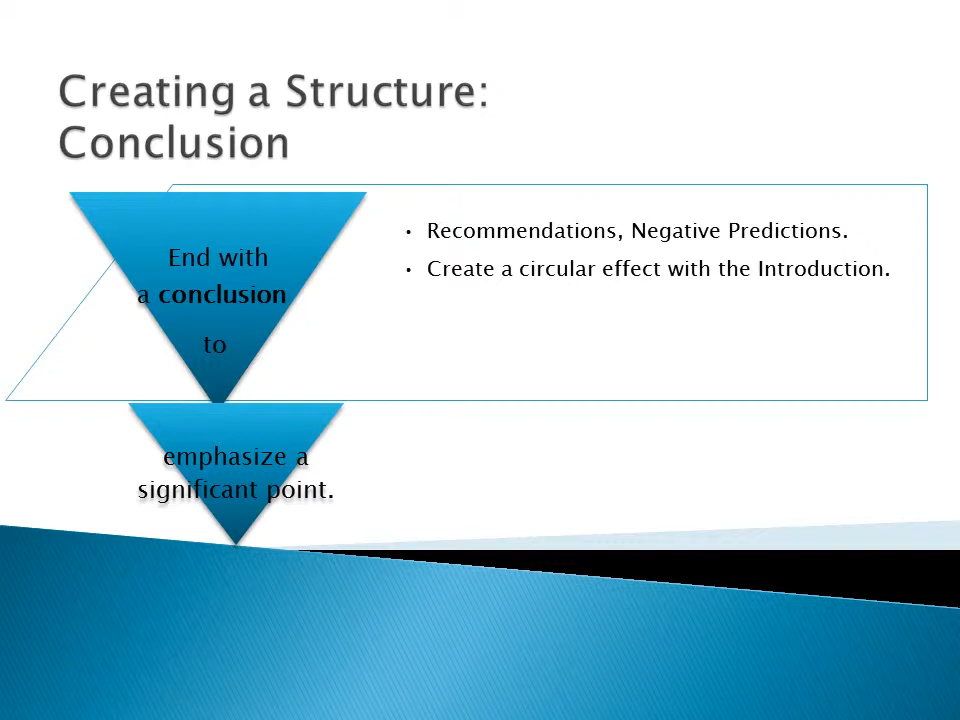 Creating a Structure:
Conclusion
End with
a conclusion
to
emphasize a
significant point.
• Recommendations, Negative Predictions.
• Create a circular effect with the Introduction.